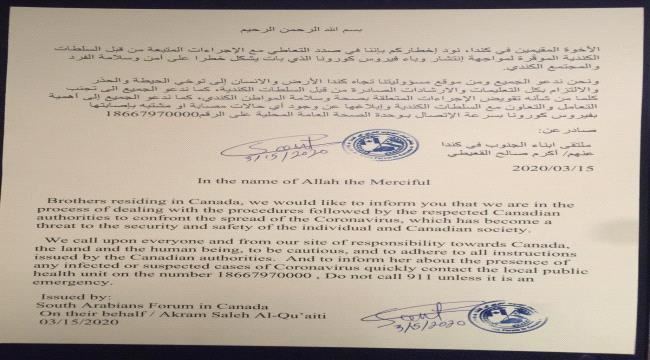 بسم الله الرحمن الرحيم
الأخوة المقيمين في كندا، نود إخطاركم بإننا في صدد التعاطي مع الإجراءات المتبعة من قبل السلطات
الكندية الموقرة لمواجهة إنتشار وباء فيروس كورونا الذي بات يشكل خطرا على أمن وسلامة الفرد
والمجتمع الكندي.
ونحن ندعو الجميع ومن موقع مسووليتنا تجاه كندا الأرض والانسان إلى توخي الحيطة والحذر
والالتزام بكل التعليمات والارشادات الصادرة من قبل السلطات الكندية، كما ندعو الجميع الى تجنب
كلما من شأنه تقويض الإجراءات المتعلقة بصحة وسلامة المواطن الكندي، كما ندعو الجميع إلى أهمية
التعامل والتعاون مع السلطات الكندية وإبلاغها عن وجود أي حالات مصابة او مشتبه بإصابتها
بفيروس كورونا بسرعة الإتصال بوحدة الصحة العامة المحلية على الرقم18667970000
صادر عن:
ملتقى ابناء الجنوب في كندا
عنهم/ أكرم صالح القعيطي
3/15/2020
2020/03/15
In the name of Allah the Merciful
Brothers residing in Canada, we would like to inform you that we are in the
process of dealing with the procedures followed by the respected Canadian
authorities to confront the spread of the Coronavirus, which has become a
threat to the security and safety of the individual and Canadian society.
We call upon everyone and from our site of responsibility towards Canada,
the land and the human being, to be cautious, and to adhere to all instructions
issued by the Canadian authorities. And to inform her about the presence of
any infected or suspected cases of Coronavirus quickly contact the local public
health unit on the number 18667970000 , Do not call 911 unless it is an
emergency.
Issued by:
South Arabians Forum in Canada
On their behalf / Akram Saleh Al-Qu'aiti
03/15/2020
3/5/2020